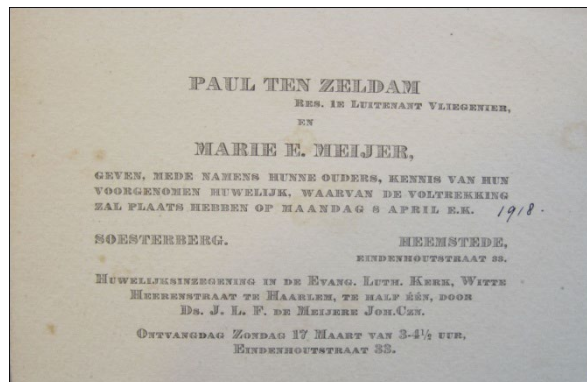 PAUL TEN ZELDAM
RES. 1E LUITENANT VLIEGENIER,
EN
MARIE E. MEIJER,
GEVEN, MEDE NAMENS HUNNE OUDERS, KENNIS VAN HUN
VOORGENOMEN HUWELIJK, WAARVAN DE VOLTREKKING
ZAL PLAATS HEBBEN OP MAANDAG 8 APRIL E.K. 1918.
SOESTERBERG. HEEMSTEDE,
EINDENHOUTSTRAAT 33.
HUWELIJKSINZEGENING IN DE EVANG. LUTH. KERK, WITTE
HEERENSTRAAT TE HAARLEM, TE HALF ÉÉN, DOOR
DS. J. L. F. DE MEIJERE JOH.CZN.
ONTVANGDAG ZONDAG 17 MAART VAN 3-4½ UUR,
EINDENHOUTSTRAAT 33.